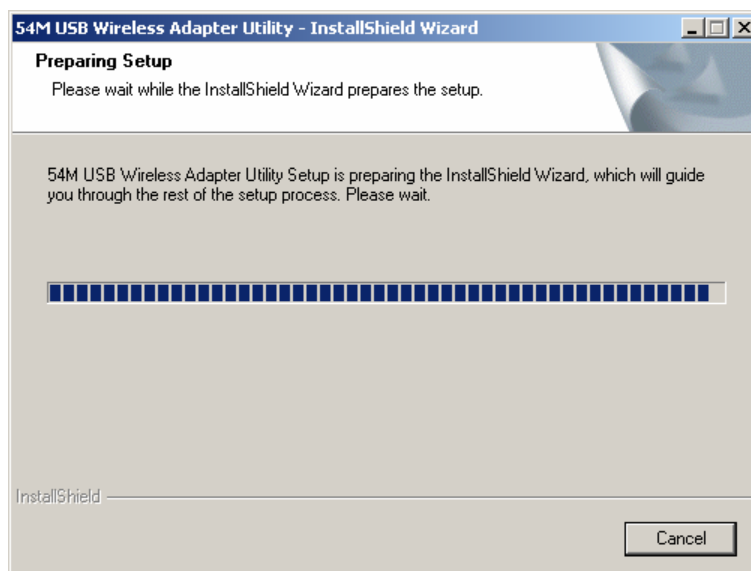 54M USB Wireless Adapter Utility - InstallShield Wizard
Preparing Setup
Please wait while the InstallShield Wizard prepares the setup.
54M USB Wireless Adapter Utility Setup is preparing the InstallShield Wizard, which will guide
you through the rest of the setup process. Please wait.
InstallShield
Cancel